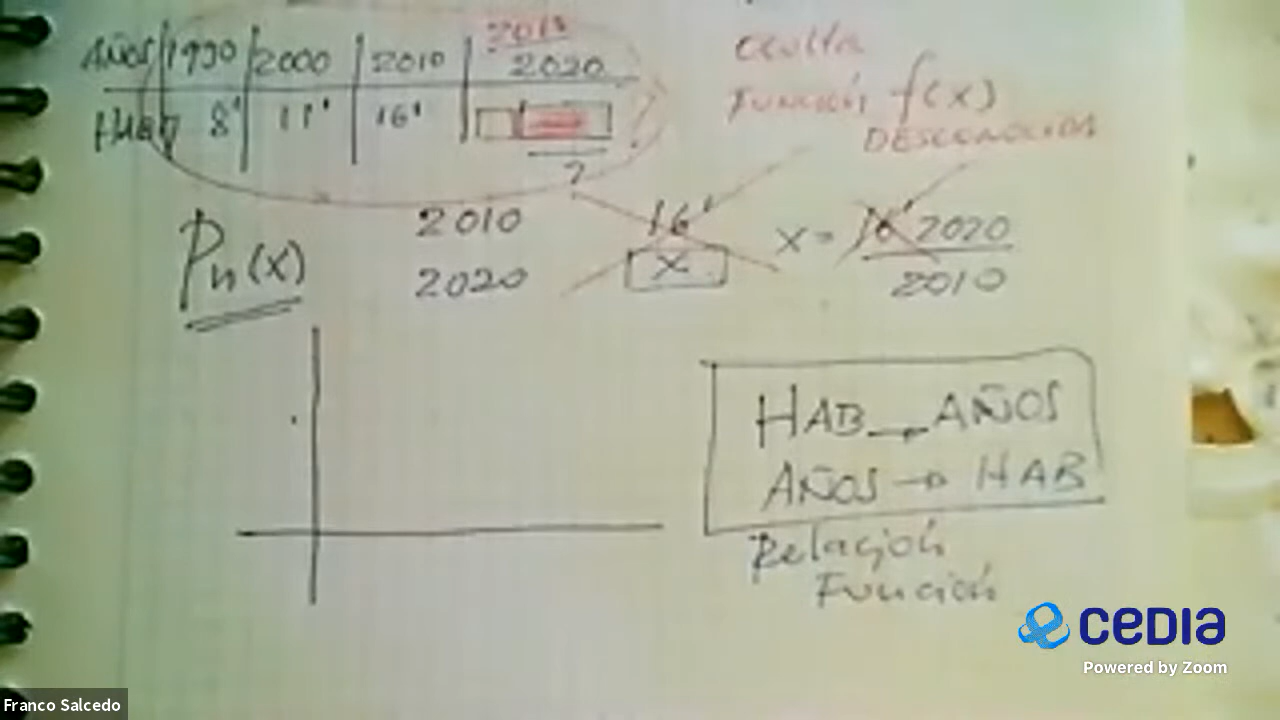 2018
AÑOS 1990 2000 2010 2020
HAB 8' 11' 16'
?
OCULTA
FUNCIÓN f(x)
DESCONOCIDA
Pn(x)
2010 16'
2020 X
X = 16' 2020
2010
HAB → AÑOS
AÑOS → HAB
Relación
Función
cedia
Powered by Zoom
Franco Salcedo